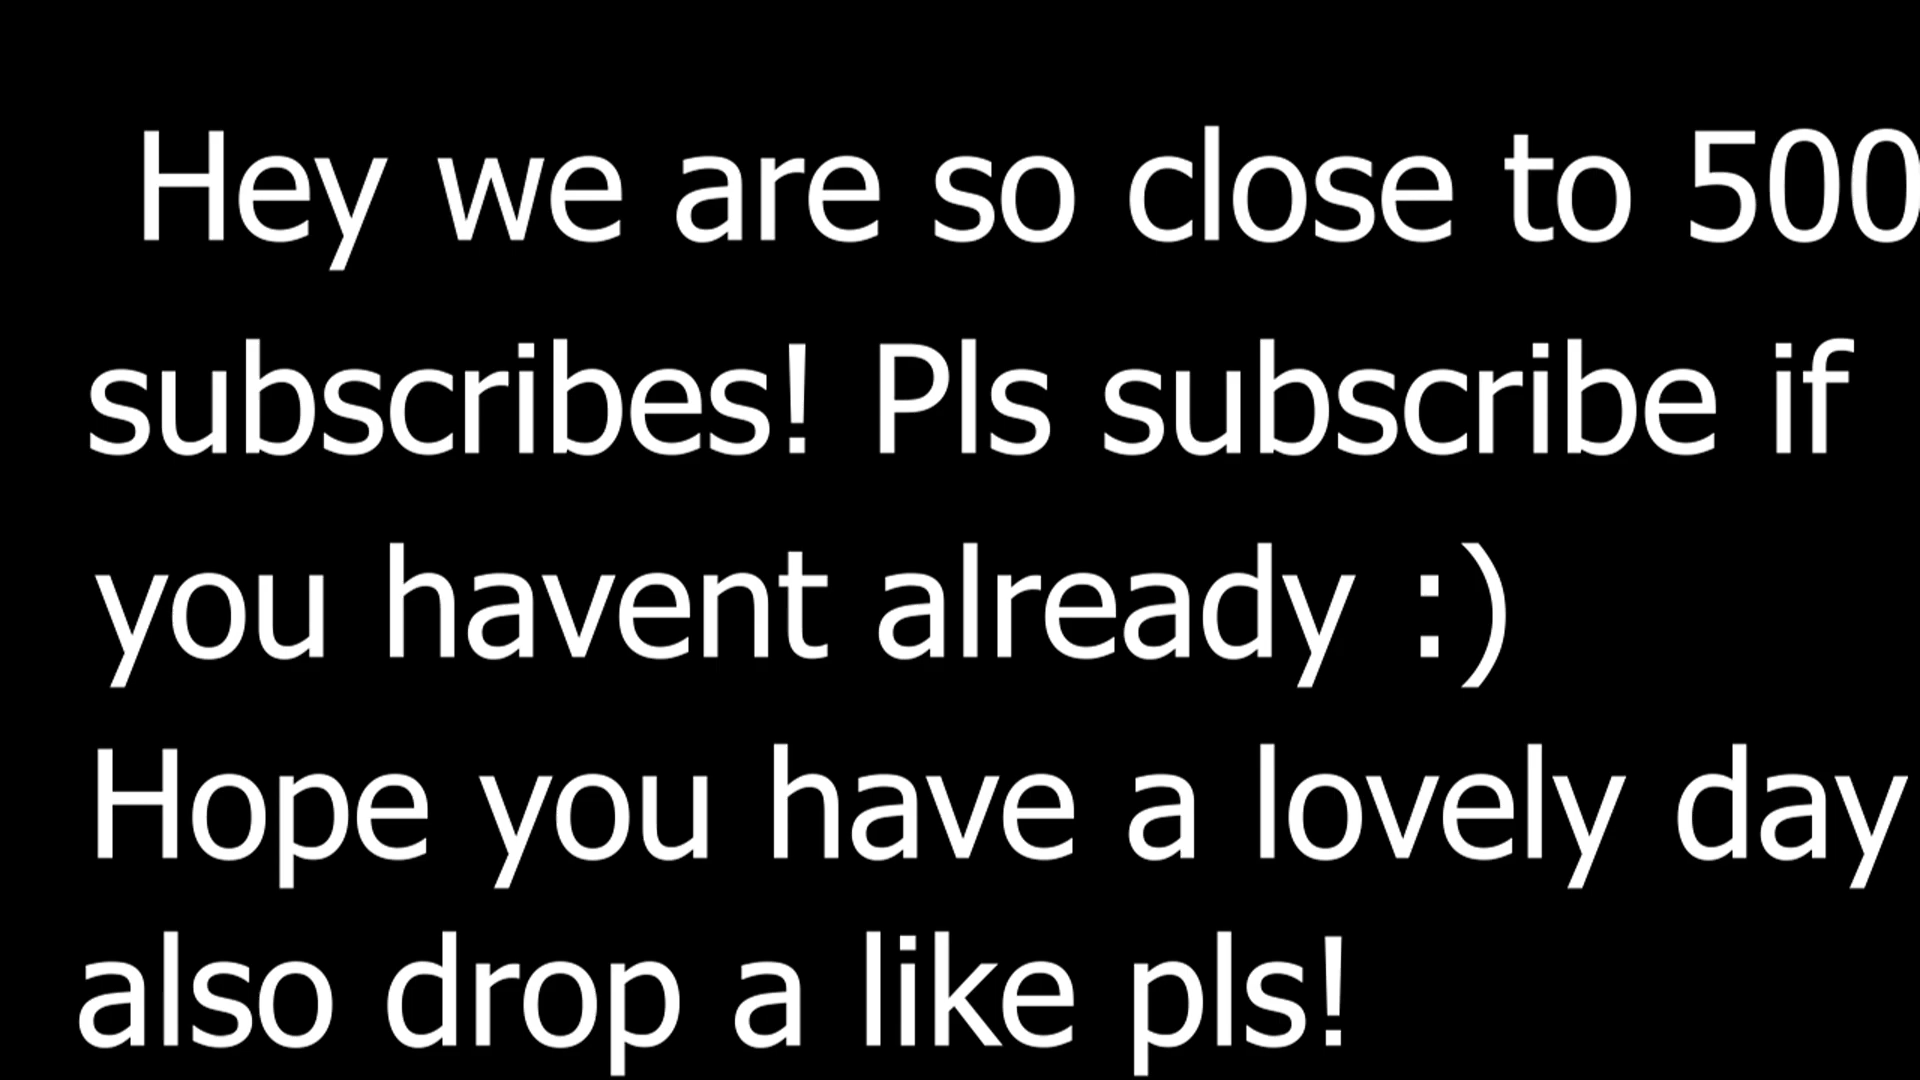 Hey we are so close to 500
subscribes! Pls subscribe if
you havent already :)
Hope you have a lovely day
also drop a like pls!